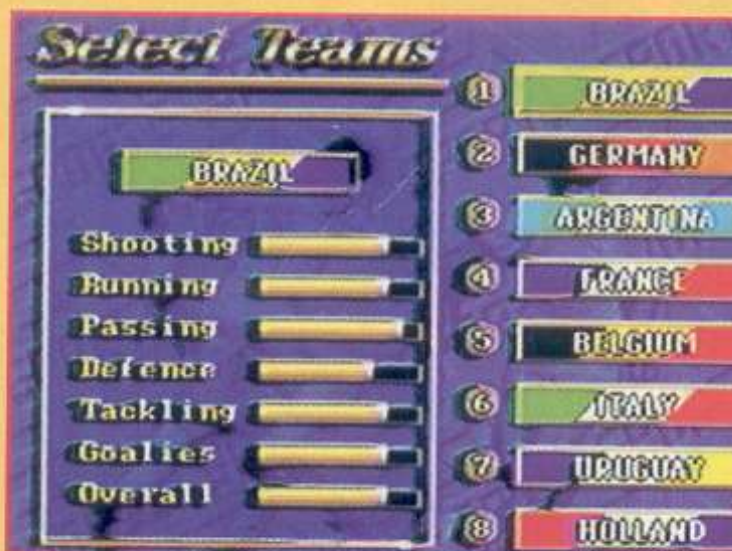 Select Teams
BRAZIL
Shooting
Running
Passing
Defence
Tackling
Goalies
Overall
1 BRAZIL
2 GERMANY
3 ARGENTINA
4 FRANCE
5 BELGIUM
6 ITALY
7 URUGUAY
8 HOLLAND